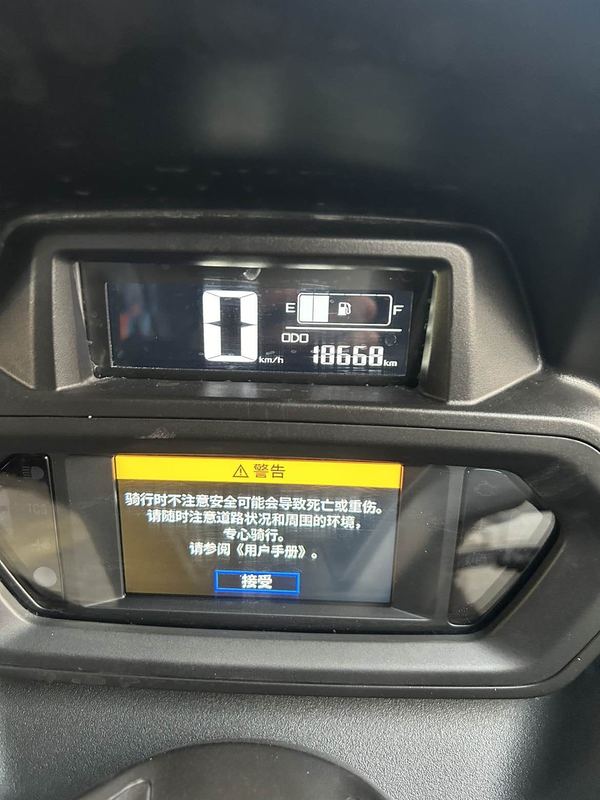 0
km/h
E F
ODO
18668 km
警告
骑行时不注意安全可能会导致死亡或重伤。
请随时注意道路状况和周围的环境，
专心骑行。
请参阅《用户手册》。
接受